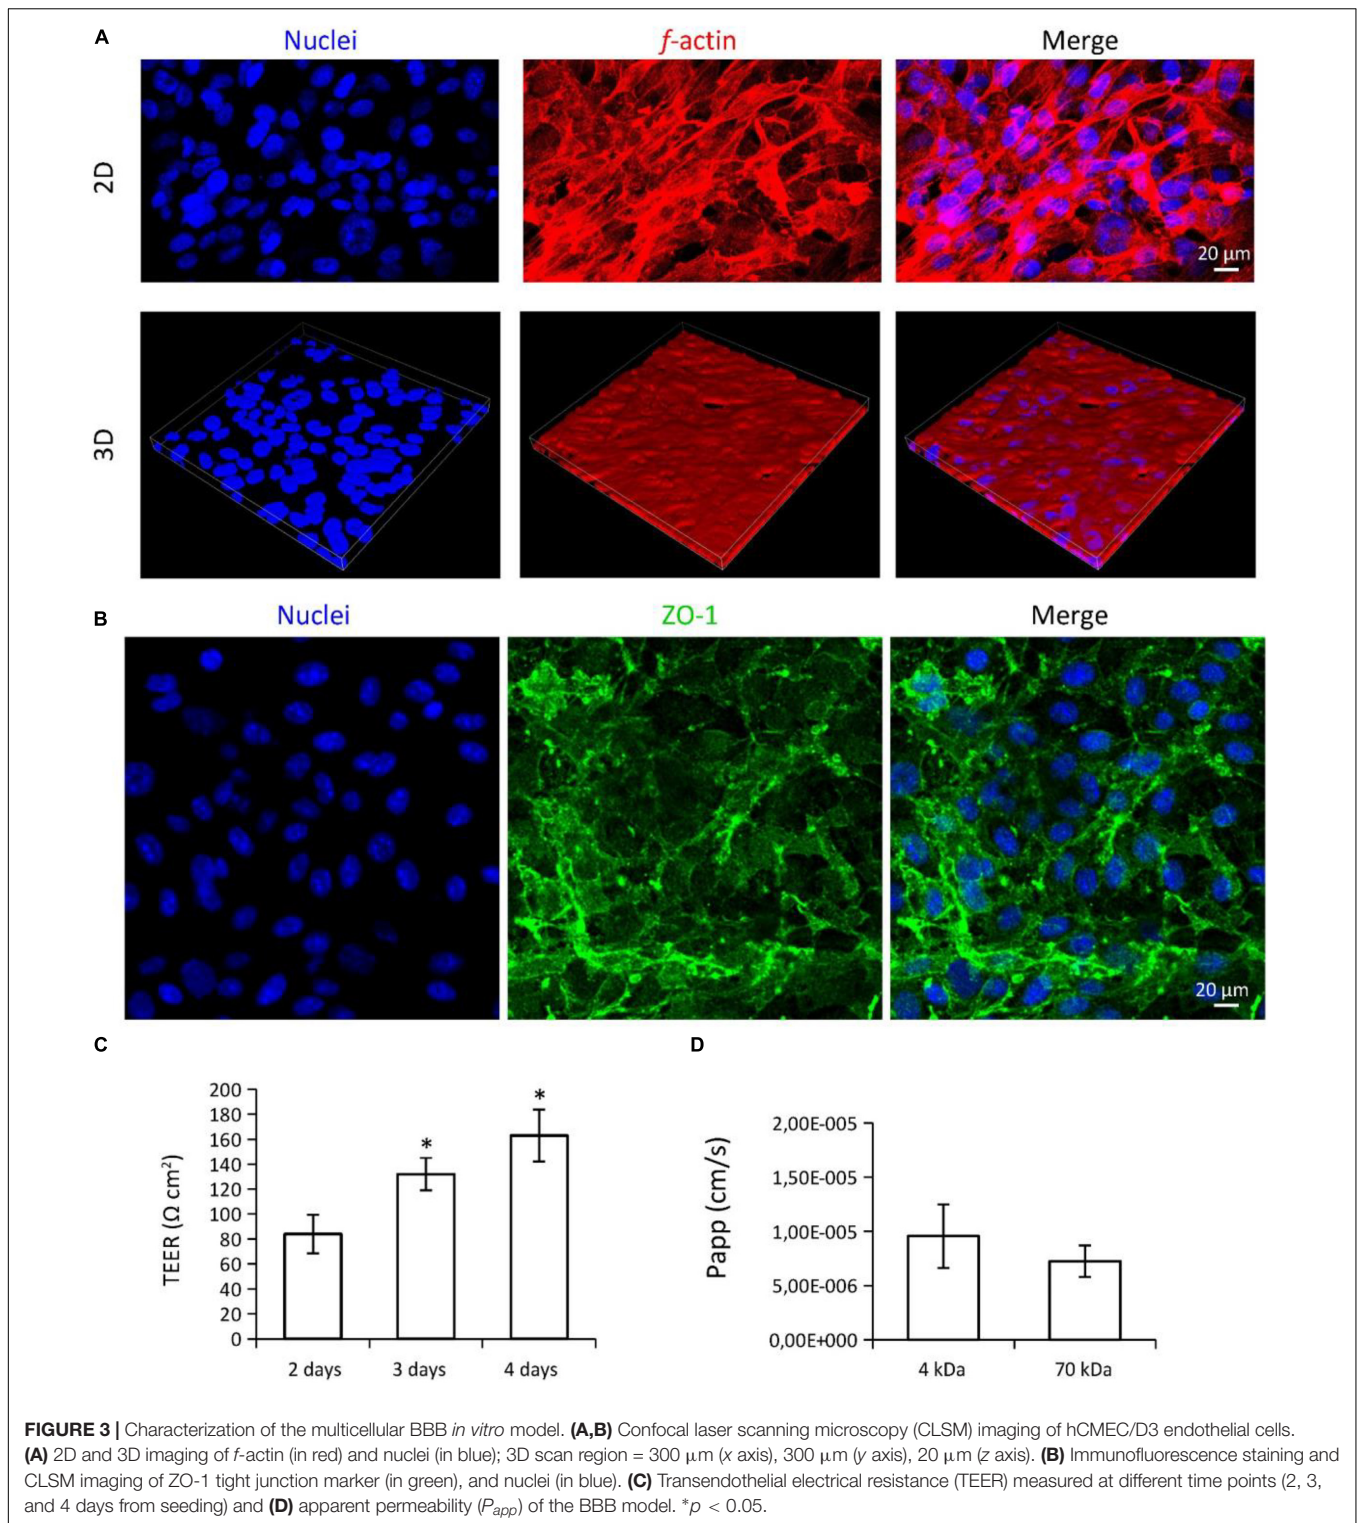 A
Nuclei
f-actin
Merge
2D
20 µm
3D
B
Nuclei
ZO-1
Merge
20 µm
C
D
TEER (Ω cm²)
200
180
160
140
120
100
80
60
40
20
0
*
*
2 days
3 days
4 days
Papp (cm/s)
2,00E-005
1,50E-005
1,00E-005
5,00E-006
0,00E+000
4 kDa
70 kDa
FIGURE 3 | Characterization of the multicellular BBB in vitro model. (A,B) Confocal laser scanning microscopy (CLSM) imaging of hCMEC/D3 endothelial cells.
(A) 2D and 3D imaging of f-actin (in red) and nuclei (in blue); 3D scan region = 300 µm (x axis), 300 µm (y axis), 20 µm (z axis). (B) Immunofluorescence staining and
CLSM imaging of ZO-1 tight junction marker (in green), and nuclei (in blue). (C) Transendothelial electrical resistance (TEER) measured at different time points (2, 3,
and 4 days from seeding) and (D) apparent permeability (Papp) of the BBB model. *p < 0.05.